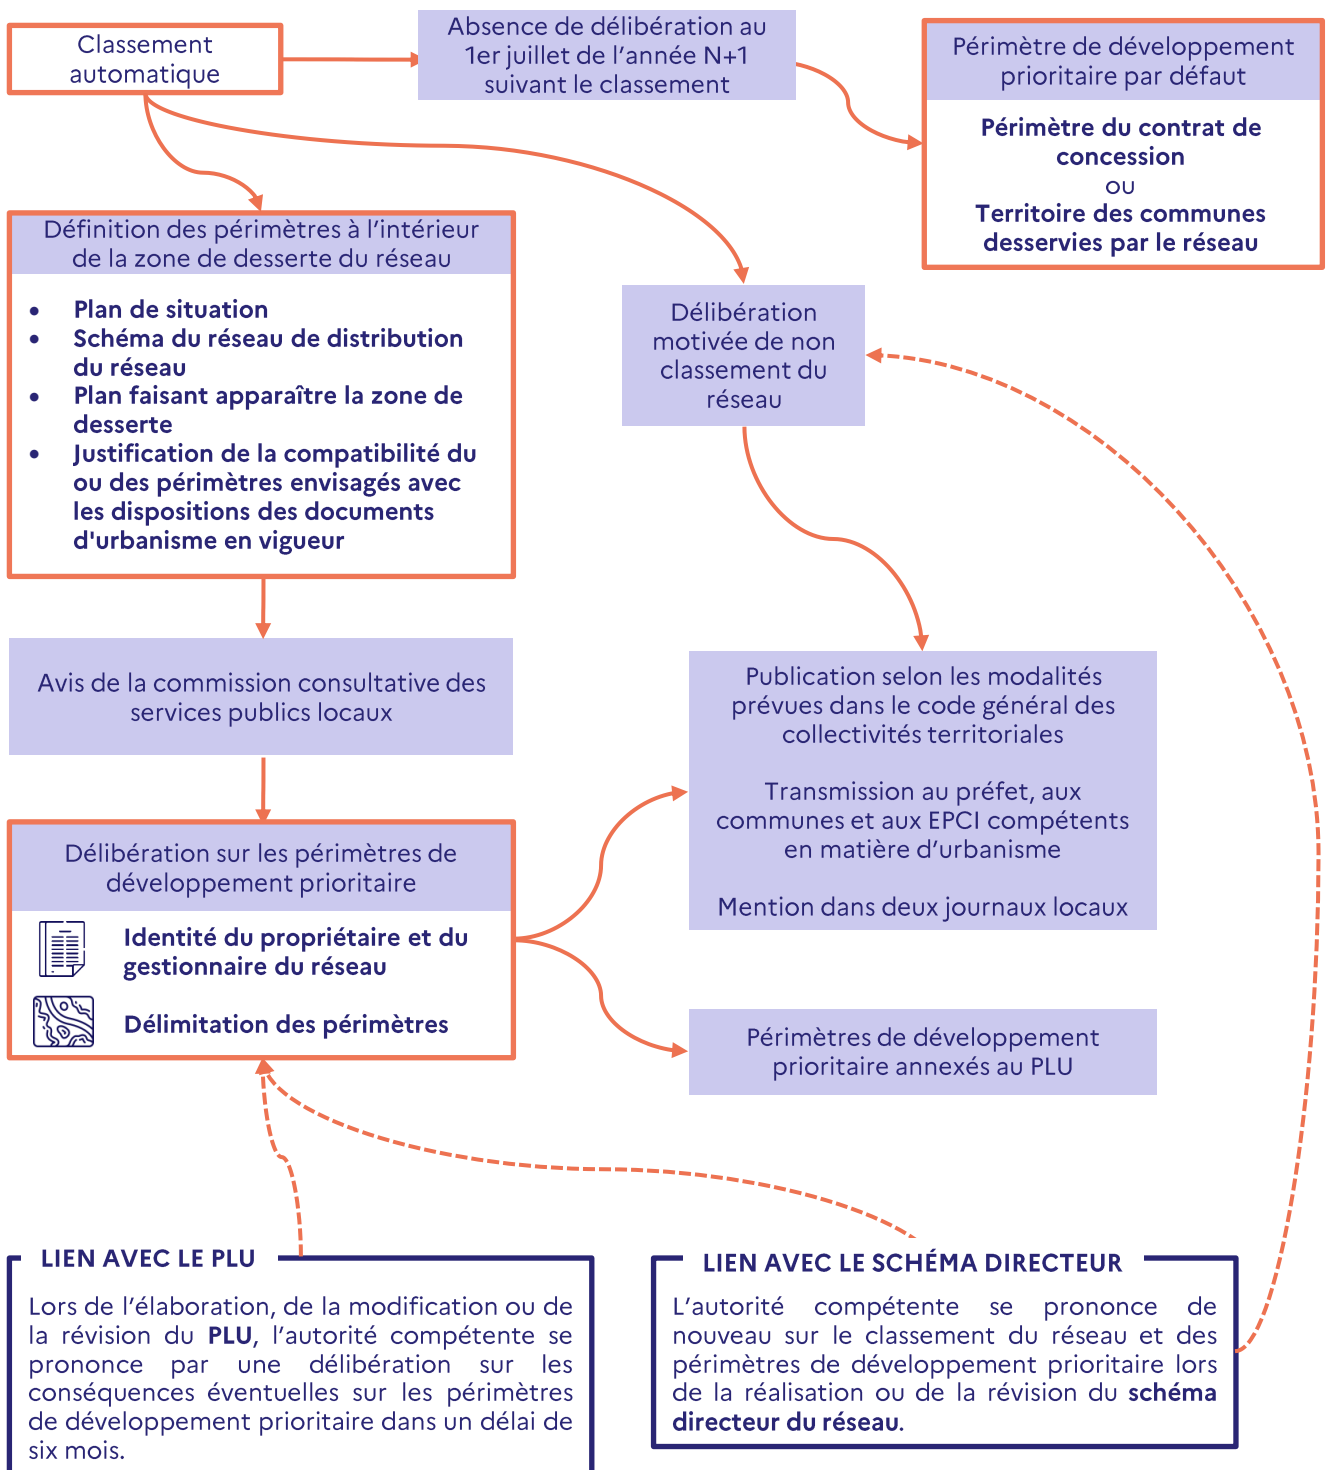 Classement
automatique
Absence de délibération au
1er juillet de l’année N+1
suivant le classement
Périmètre de développement
prioritaire par défaut
Périmètre du contrat de
concession
OU
Territoire des communes
desservies par le réseau
Définition des périmètres à l’intérieur
de la zone de desserte du réseau
• Plan de situation
• Schéma du réseau de distribution
du réseau
• Plan faisant apparaître la zone de
desserte
• Justification de la compatibilité du
ou des périmètres envisagés avec
les dispositions des documents
d'urbanisme en vigueur
Délibération
motivée de non
classement du
réseau
Avis de la commission consultative des
services publics locaux
Publication selon les modalités
prévues dans le code général des
collectivités territoriales
Transmission au préfet, aux
communes et aux EPCI compétents
en matière d’urbanisme
Mention dans deux journaux locaux
Délibération sur les périmètres de
développement prioritaire
Identité du propriétaire et du
gestionnaire du réseau
Délimitation des périmètres
Périmètres de développement
prioritaire annexés au PLU
LIEN AVEC LE PLU
Lors de l’élaboration, de la modification ou de
la révision du PLU, l’autorité compétente se
prononce par une délibération sur les
conséquences éventuelles sur les périmètres
de développement prioritaire dans un délai de
six mois.
LIEN AVEC LE SCHÉMA DIRECTEUR
L’autorité compétente se prononce de
nouveau sur le classement du réseau et des
périmètres de développement prioritaire lors
de la réalisation ou de la révision du schéma
directeur du réseau.